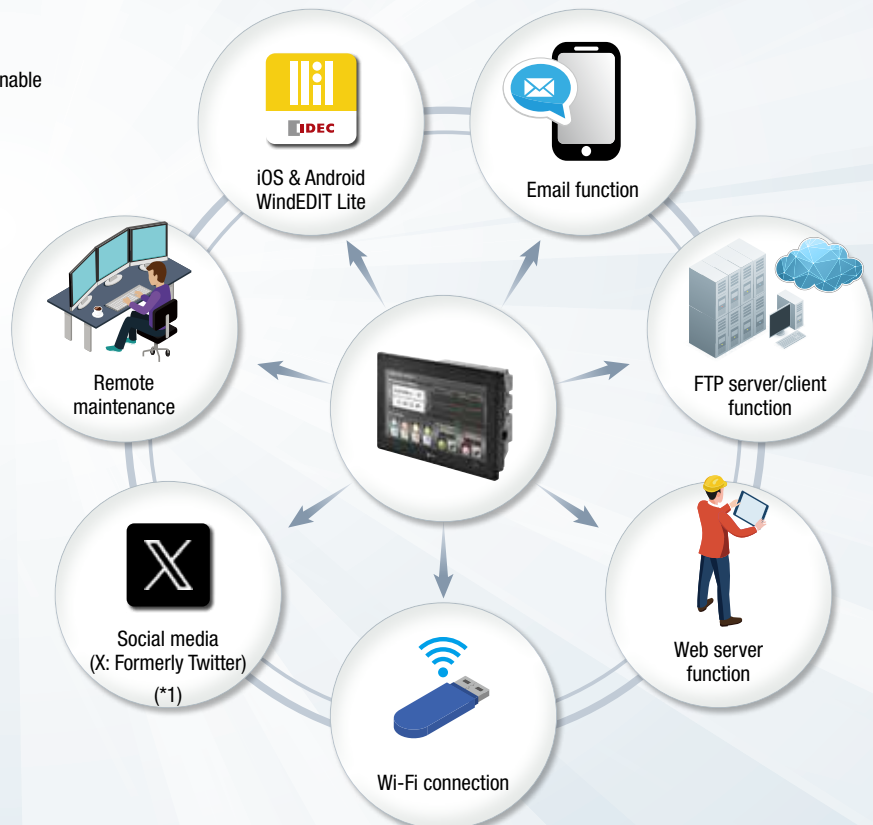 nable
IDEC
iOS & Android
WindEDIT Lite
Email function
Remote
maintenance
FTP server/client
function
Social media
(X: Formerly Twitter)
(*1)
Web server
function
Wi-Fi connection